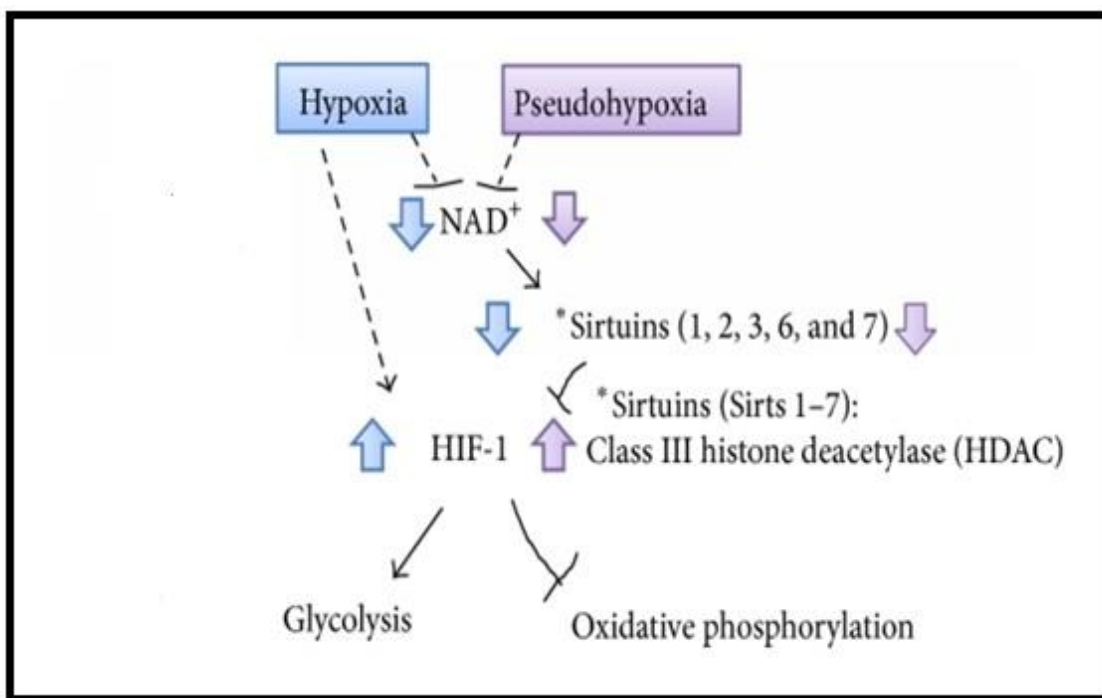 Hypoxia
Pseudohypoxia
NAD+
*Sirtuins (1, 2, 3, 6, and 7)
*Sirtuins (Sirts 1–7):
HIF-1
Class III histone deacetylase (HDAC)
Glycolysis
Oxidative phosphorylation